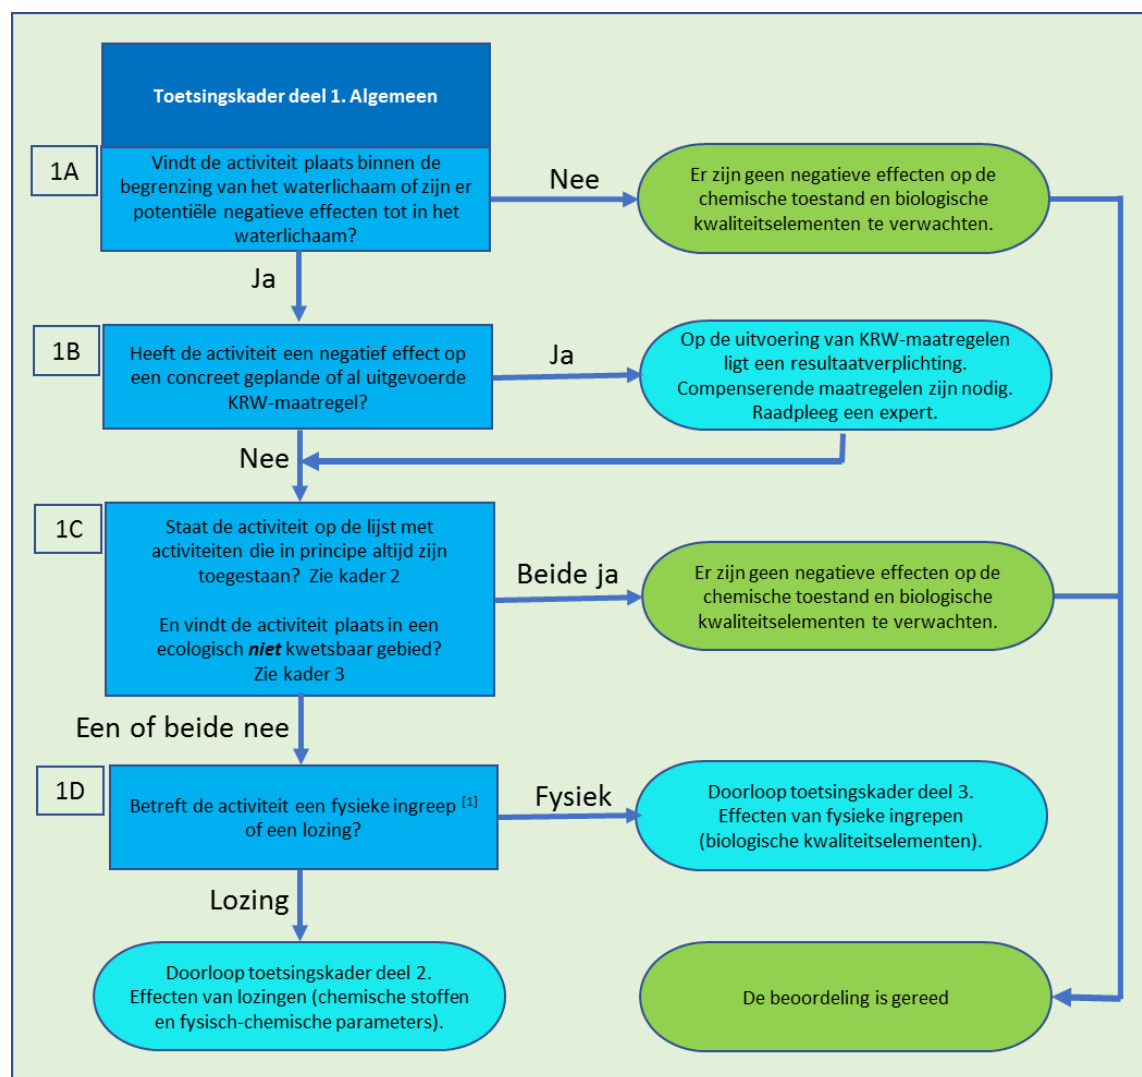 Toetsingskader deel 1. Algemeen
1A
Vindt de activiteit plaats binnen de
begrenzing van het waterlichaam of zijn er
potentiële negatieve effecten tot in het
waterlichaam?
Nee
Er zijn geen negatieve effecten op de
chemische toestand en biologische
kwaliteitselementen te verwachten.
Ja
1B
Heeft de activiteit een negatief effect op
een concreet geplande of al uitgevoerde
KRW-maatregel?
Ja
Op de uitvoering van KRW-maatregelen
ligt een resultaatverplichting.
Compenserende maatregelen zijn nodig.
Raadpleeg een expert.
Nee
1C
Staat de activiteit op de lijst met
activiteiten die in principe altijd zijn
toegestaan? Zie kader 2
En vindt de activiteit plaats in een
ecologisch niet kwetsbaar gebied?
Zie kader 3
Beide ja
Er zijn geen negatieve effecten op de
chemische toestand en biologische
kwaliteitselementen te verwachten.
Een of beide nee
1D
Betreft de activiteit een fysieke ingreep [1]
of een lozing?
Fysiek
Doorloop toetsingskader deel 3.
Effecten van fysieke ingrepen
(biologische kwaliteitselementen).
Lozing
Doorloop toetsingskader deel 2.
Effecten van lozingen (chemische stoffen
en fysisch-chemische parameters).
De beoordeling is gereed